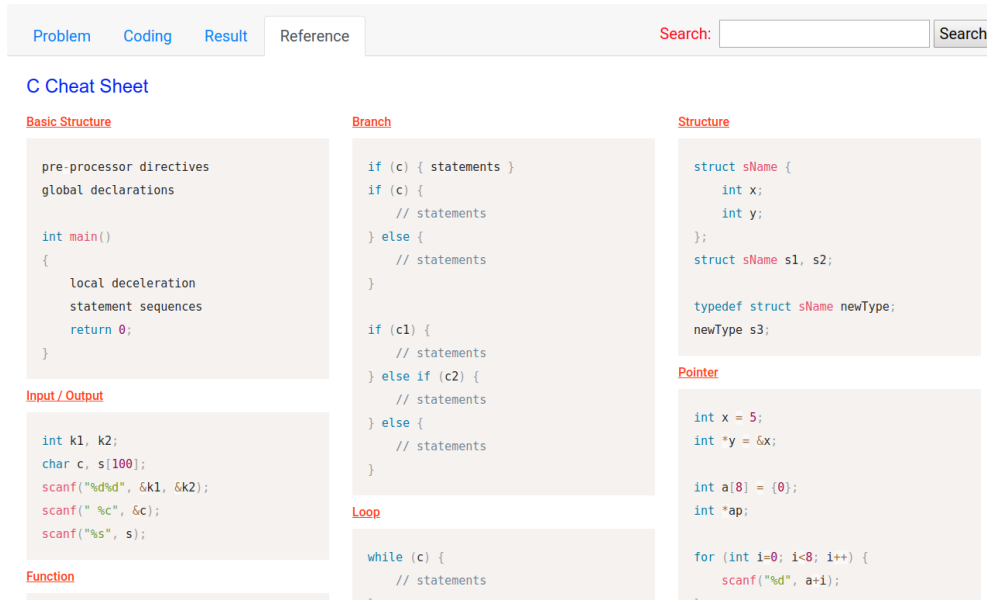 Problem Coding Result Reference Search: Search
C Cheat Sheet
Basic Structure
pre-processor directives
global declarations
int main()
{
    local deceleration
    statement sequences
    return 0;
}
Input / Output
int k1, k2;
char c, s[100];
scanf("%d%d", &k1, &k2);
scanf(" %c", &c);
scanf("%s", s);
Function
Branch
if (c) { statements }
if (c) {
    // statements
} else {
    // statements
}
if (c1) {
    // statements
} else if (c2) {
    // statements
} else {
    // statements
}
Loop
while (c) {
    // statements
Structure
struct sName {
    int x;
    int y;
};
struct sName s1, s2;
typedef struct sName newType;
newType s3;
Pointer
int x = 5;
int *y = &x;
int a[8] = {0};
int *ap;
for (int i=0; i<8; i++) {
    scanf("%d", a+i);